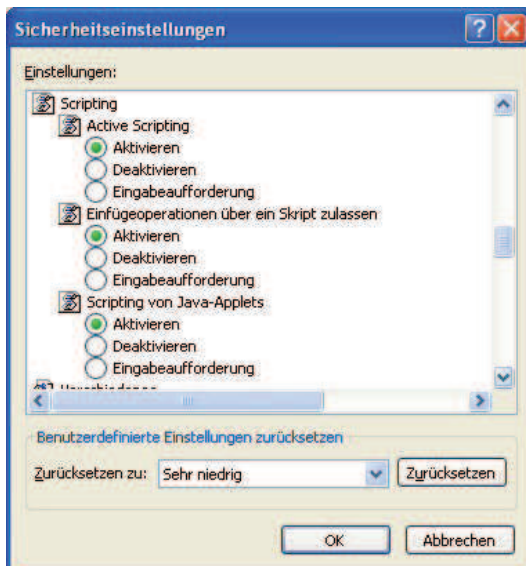 Sicherheitseinstellungen
Einstellungen:
Scripting
Active Scripting
Aktivieren
Deaktivieren
Eingabeaufforderung
Einfügeoperationen über ein Skript zulassen
Aktivieren
Deaktivieren
Eingabeaufforderung
Scripting von Java-Applets
Aktivieren
Deaktivieren
Eingabeaufforderung
Benutzerdefinierte Einstellungen zurücksetzen
Zurücksetzen zu: Sehr niedrig Zurücksetzen
OK Abbrechen